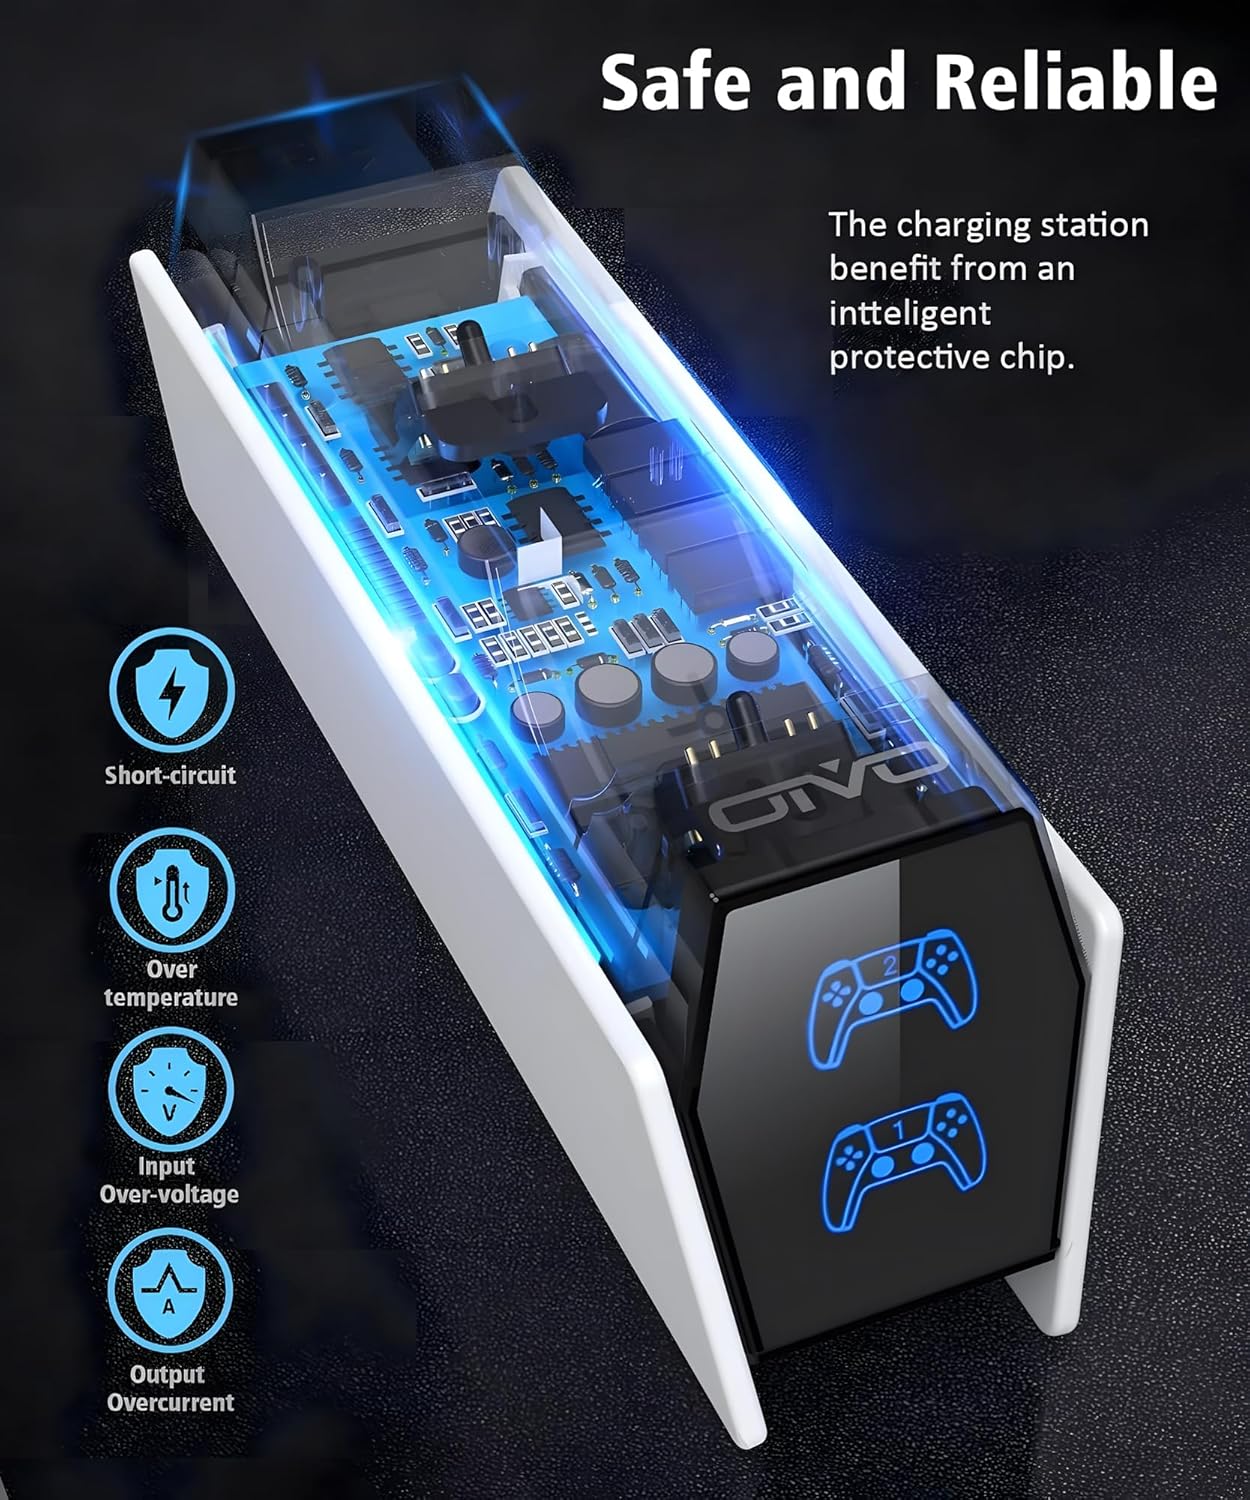 Safe and Reliable
The charging station
benefit from an
intteligent
protective chip.
OIVO
2
1
Short-circuit
t
Over
temperature
V
Input
Over-voltage
A
Output
Overcurrent